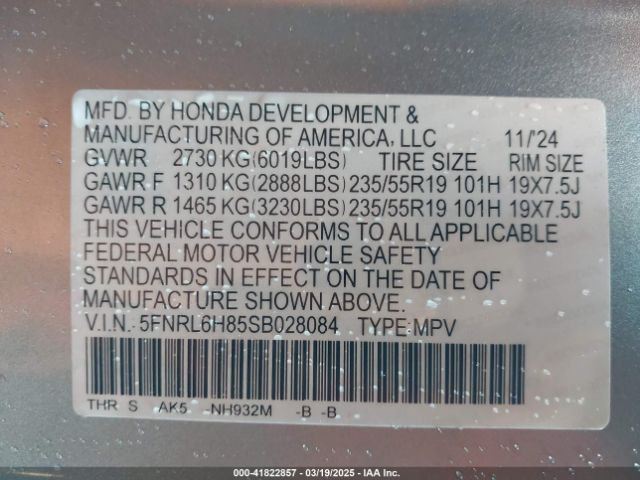 MFD. BY HONDA DEVELOPMENT &
MANUFACTURING OF AMERICA, LLC 11/'24
GVWR 2730 KG(6019LBS) TIRE SIZE RIM SIZE
GAWR F 1310 KG(2888LBS) 235/55R19 101H 19X7.5J
GAWR R 1465 KG(3230LBS) 235/55R19 101H 19X7.5J
THIS VEHICLE CONFORMS TO ALL APPLICABLE
FEDERAL MOTOR VEHICLE SAFETY
STANDARDS IN EFFECT ON THE DATE OF
MANUFACTURE SHOWN ABOVE.
V.I.N. 5FNRL6H85SB028084 TYPE:MPV
THR S AK5 -NH932M -B -B
000-41822857 - 03/19/2025 - IAA Inc.